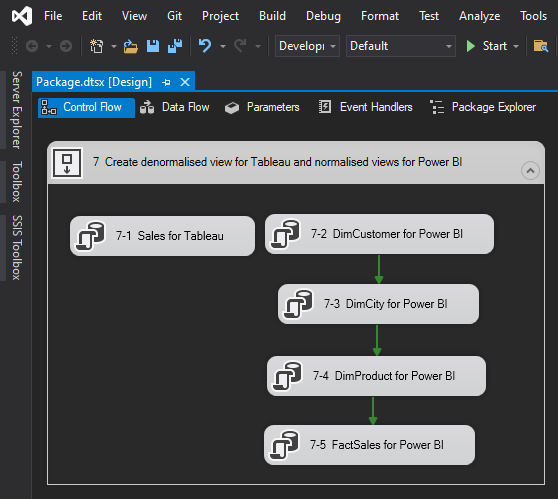 File Edit View Git Project Build Debug Format Test Analyze Tools
Developı Default Start
Package.dtsx [Design]
Control Flow Data Flow Parameters Event Handlers Package Explorer
Server Explorer
Toolbox
SSIS Toolbox
7 Create denormalised view for Tableau and normalised views for Power BI
7-1 Sales for Tableau
7-2 DimCustomer for Power BI
7-3 DimCity for Power BI
7-4 DimProduct for Power BI
7-5 FactSales for Power BI